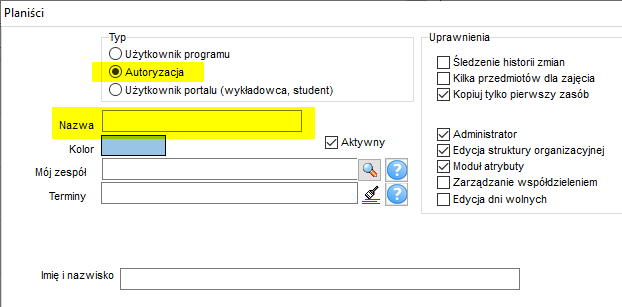 Planiści
Typ
Użytkownik programu
Autoryzacja
Użytkownik portalu (wykładowca, student)
Nazwa
Kolor
Aktywny
Mój zespół
?
Terminy
?
Imię i nazwisko
Uprawnienia
Śledzenie historii zmian
Kilka przedmiotów dla zajęcia
Kopiuj tylko pierwszy zasób
Administrator
Edycja struktury organizacyjnej
Moduł atrybuty
Zarządzanie współdzieleniem
Edycja dni wolnych